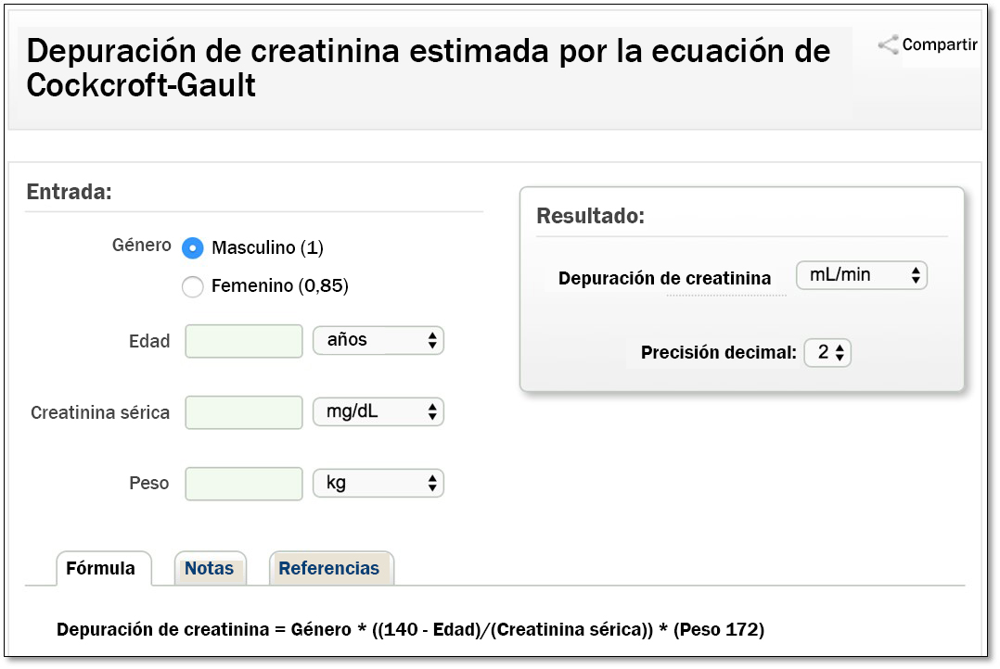 Depuración de creatinina estimada por la ecuación de
Cockcroft-Gault
Compartir
Entrada:
Género
Masculino (1)
Femenino (0,85)
Edad
años
Creatinina sérica
mg/dL
Peso
kg
Resultado:
Depuración de creatinina
mL/min
Precisión decimal:
2
Fórmula
Notas
Referencias
Depuración de creatinina = Género * ((140 - Edad)/(Creatinina sérica)) * (Peso 172)